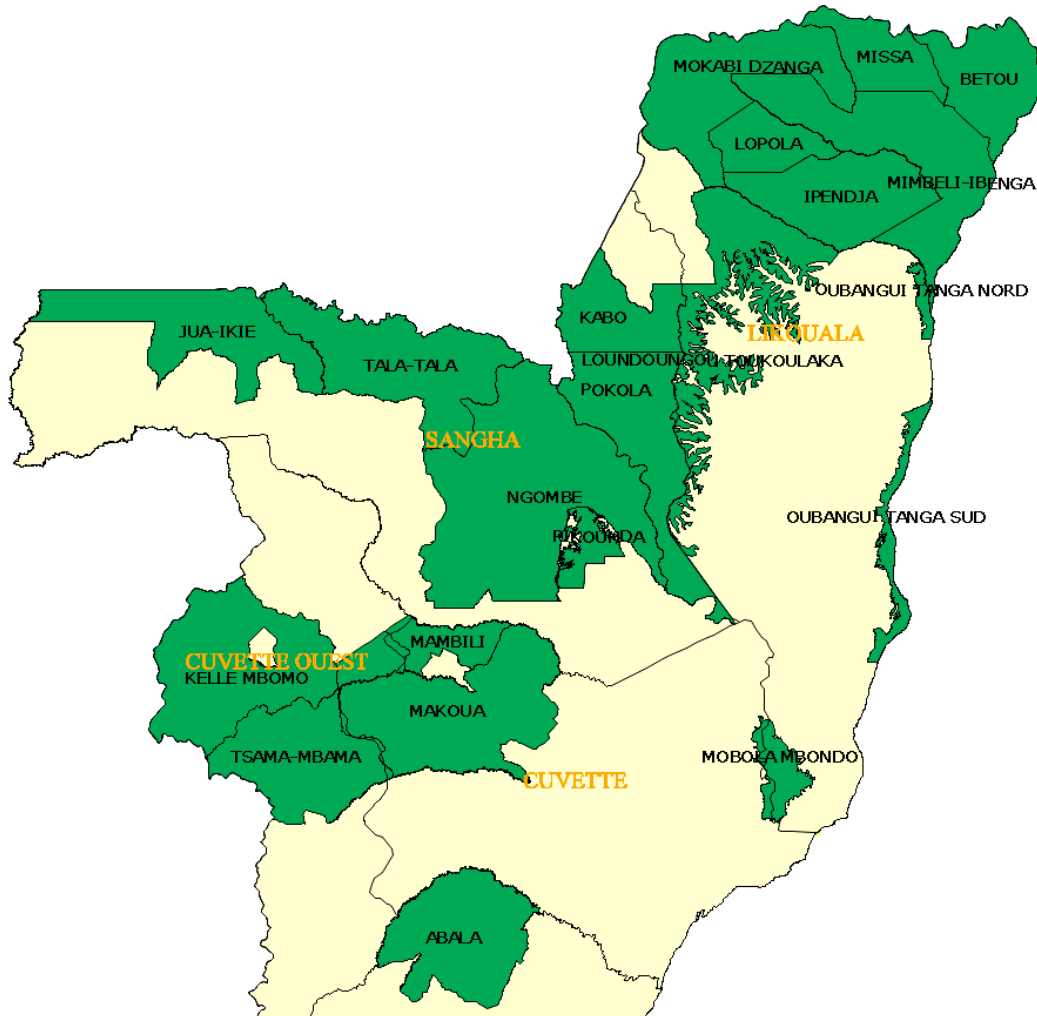 MISSA
MOKABI DZANGA
BETOU
LOPOLA
MIMBELI-IBENGA
IPENDJA
OUBANGUI TANGA NORD
KABO
JUA-IKIE
LIKOUALA
LOUNDOUNGOU TOUKOULAKA
TALA-TALA
POKOLA
SANGHA
NGOMBE
OUBANGUI TANGA SUD
PIKOUNDA
MAMBILI
CUVETTE OUEST
KELLE MBOMO
MAKOUA
TSAMA-MBAMA
MOBOLA MBONDO
CUVETTE
ABALA